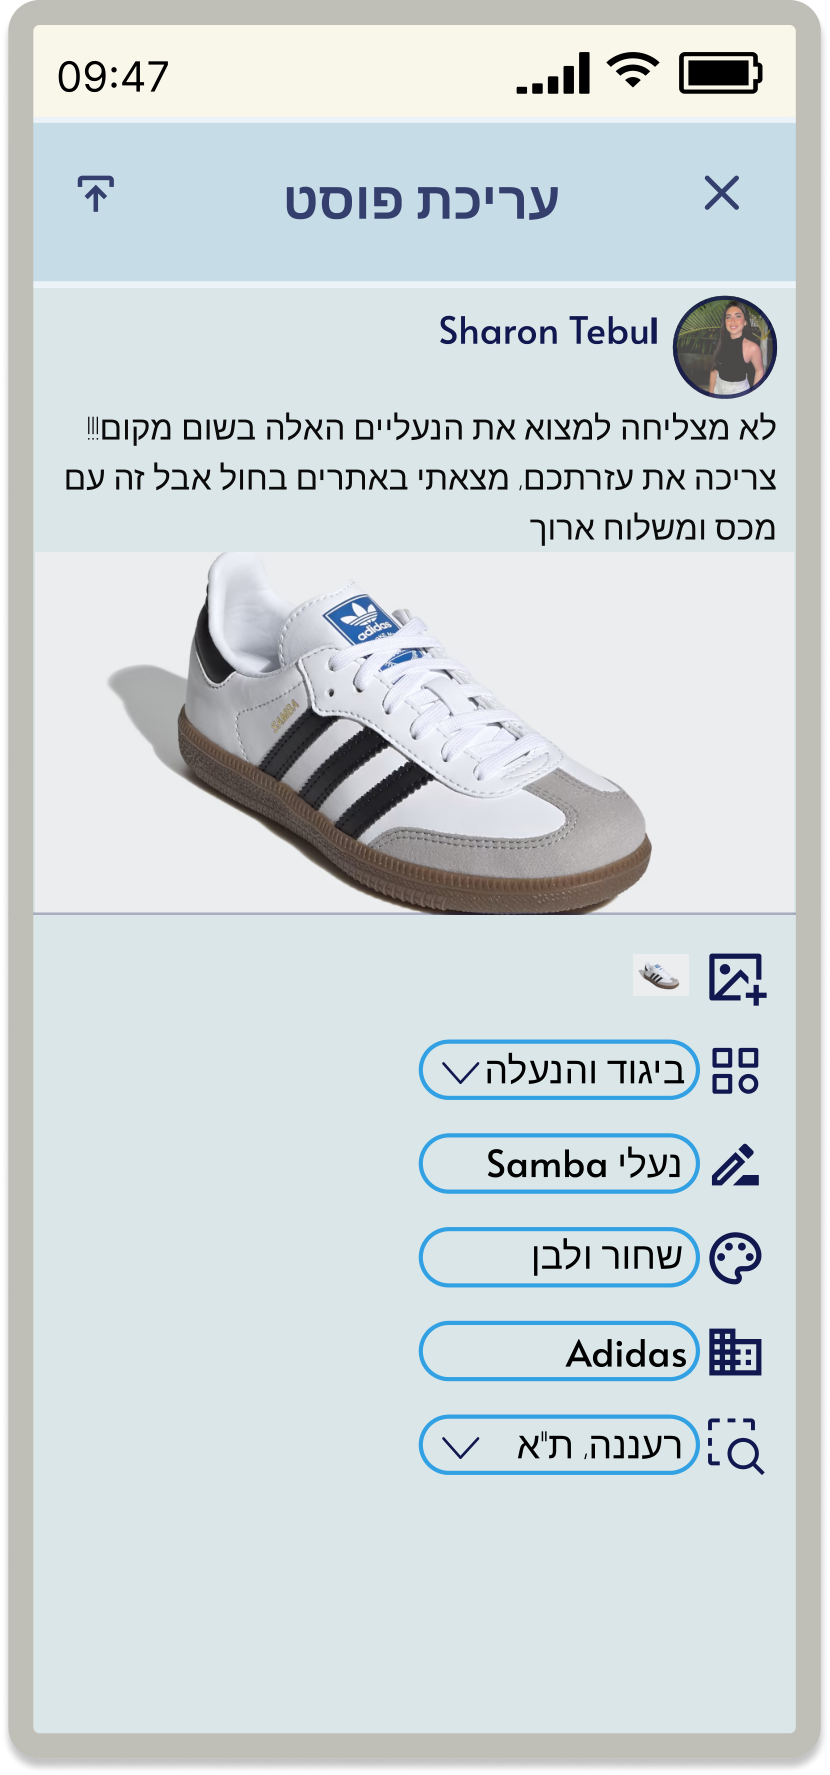 09:47
עריכת פוסט
Sharon Tebul
לא מצליחה למצוא את הנעליים האלה בשום מקום!!!
צריכה את עזרתכם, מצאתי באתרים בחול אבל זה עם
מכס ומשלוח ארוך
adidas
SAMBA
ביגוד והנעלה
נעלי Samba
שחור ולבן
Adidas
רעננה, ת"א